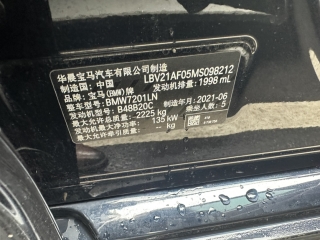 华晨宝马汽车有限公司制造
制造国：中国 LBV21AF05MS098212
品牌：宝马(BMW)牌 发动机排量：1998 mL
整车型号：BMW7201LN 制造年月：2021-06
发动机型号：B48B20C 乘坐人数：5
最大允许总质量：2225 kg
发动机最大净功率：135 kW